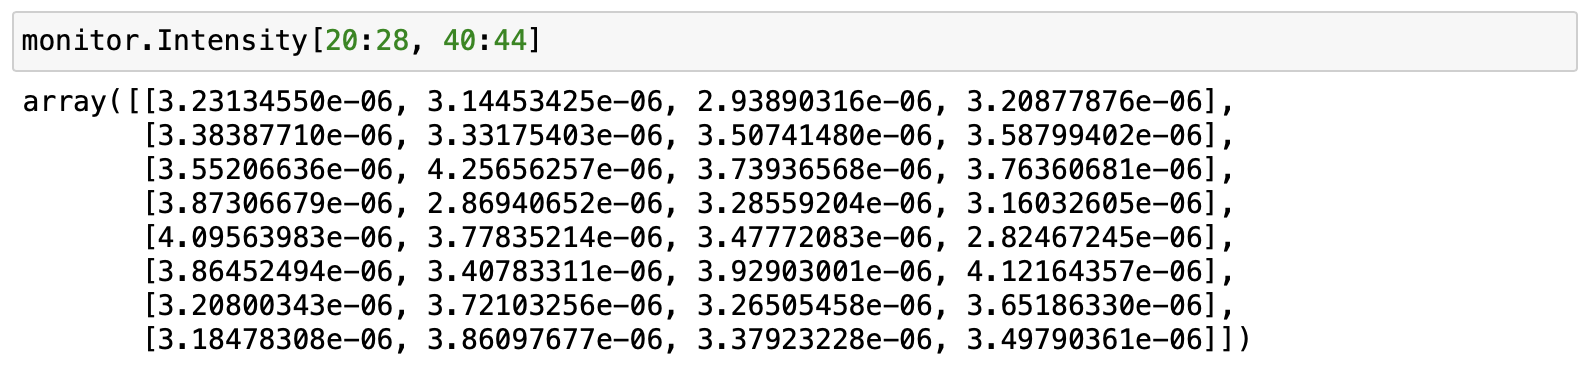 monitor.Intensity[20:28, 40:44]
array([[3.23134550e-06, 3.14453425e-06, 2.93890316e-06, 3.20877876e-06],
[3.38387710e-06, 3.33175403e-06, 3.50741480e-06, 3.58799402e-06],
[3.55206636e-06, 4.25656257e-06, 3.73936568e-06, 3.76360681e-06],
[3.87306679e-06, 2.86940652e-06, 3.28559204e-06, 3.16032605e-06],
[4.09563983e-06, 3.77835214e-06, 3.47772083e-06, 2.82467245e-06],
[3.86452494e-06, 3.40783311e-06, 3.92903001e-06, 4.12164357e-06],
[3.20800343e-06, 3.72103256e-06, 3.26505458e-06, 3.65186330e-06],
[3.18478308e-06, 3.86097677e-06, 3.37923228e-06, 3.49790361e-06]])